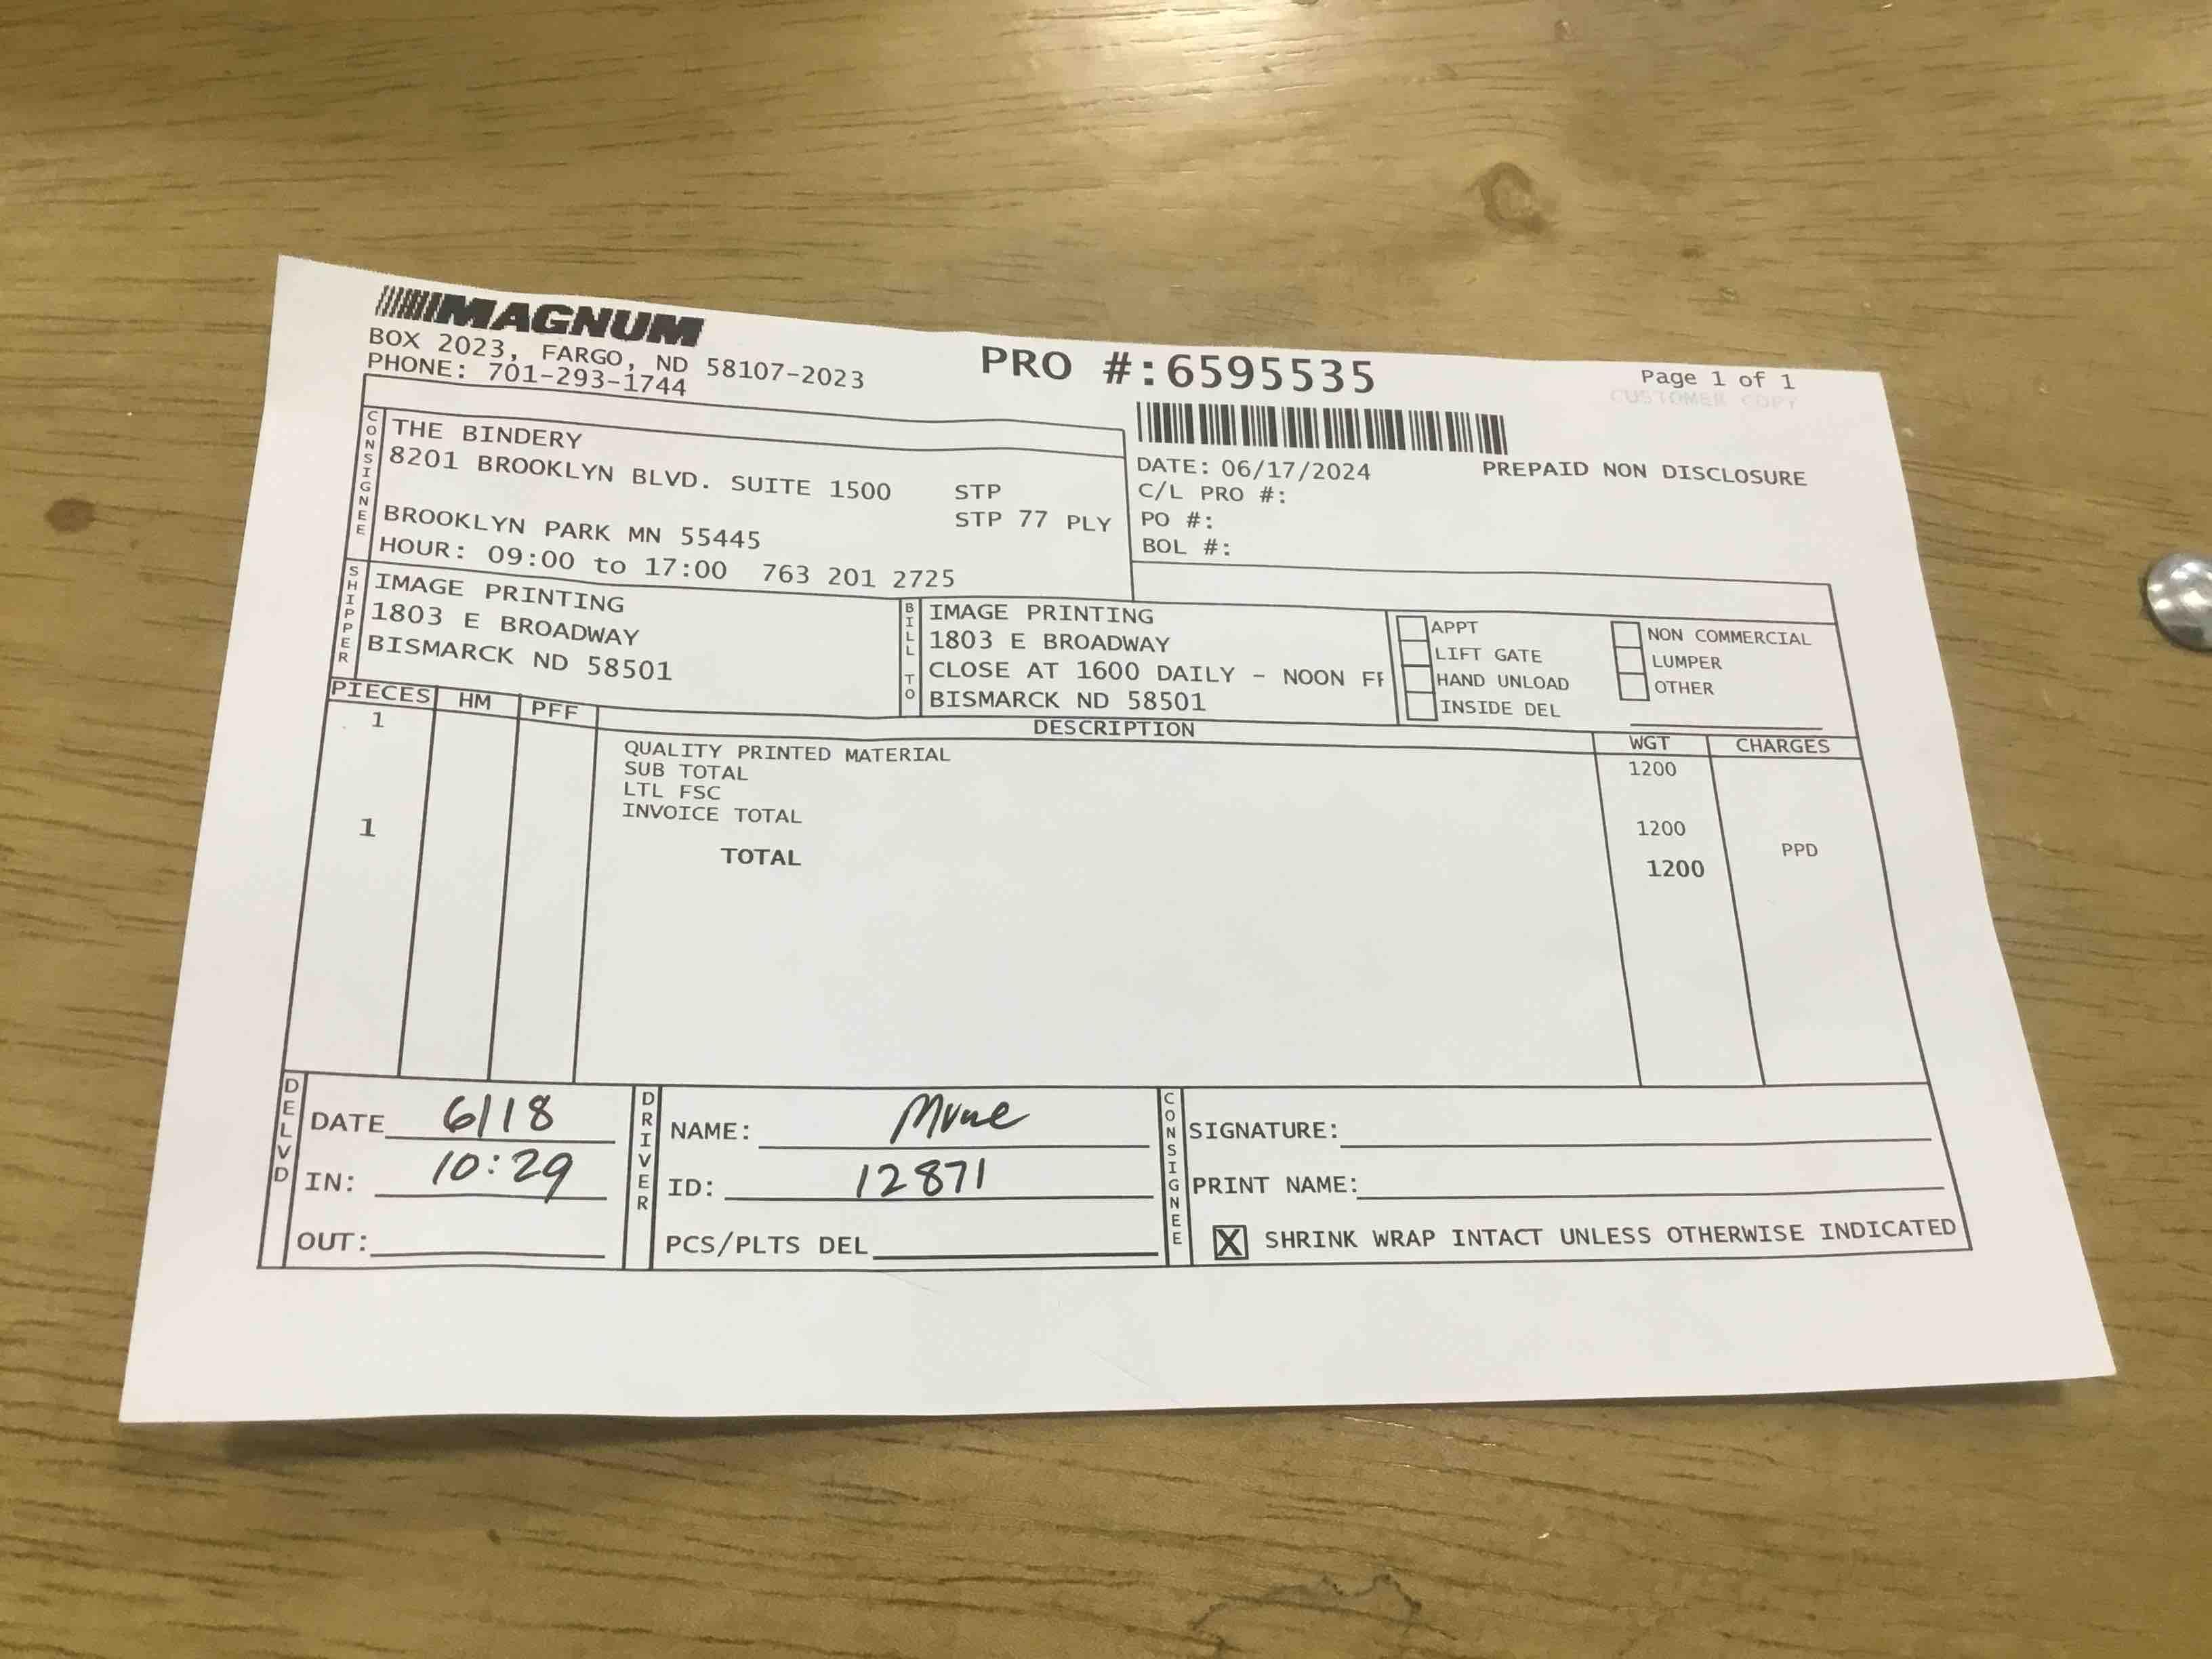 MAGNUM
BOX 2023, FARGO, ND 58107-2023
PHONE: 701-293-1744
PRO #:6595535
Page 1 of 1
CUSTOMER COPY
CONSIGNEE
THE BINDERY
8201 BROOKLYN BLVD. SUITE 1500 STP
STP 77 PLY
BROOKLYN PARK MN 55445
HOUR: 09:00 to 17:00 763 201 2725
DATE: 06/17/2024 PREPAID NON DISCLOSURE
C/L PRO #:
PO #:
BOL #:
SHIPPER
IMAGE PRINTING
1803 E BROADWAY
BISMARCK ND 58501
BILL TO
IMAGE PRINTING
1803 E BROADWAY
CLOSE AT 1600 DAILY - NOON FF
BISMARCK ND 58501
APPT
LIFT GATE
HAND UNLOAD
INSIDE DEL
NON COMMERCIAL
LUMPER
OTHER
PIECES HM PFF DESCRIPTION WGT CHARGES
1 QUALITY PRINTED MATERIAL 1200
SUB TOTAL
LTL FSC
INVOICE TOTAL 1200 PPD
1 TOTAL 1200
DELVD
DATE 6/18
IN: 10:29
OUT:
DRIVER
NAME:
ID: 12871
PCS/PLTS DEL
CONSIGNEE
SIGNATURE:
PRINT NAME:
X SHRINK WRAP INTACT UNLESS OTHERWISE INDICATED